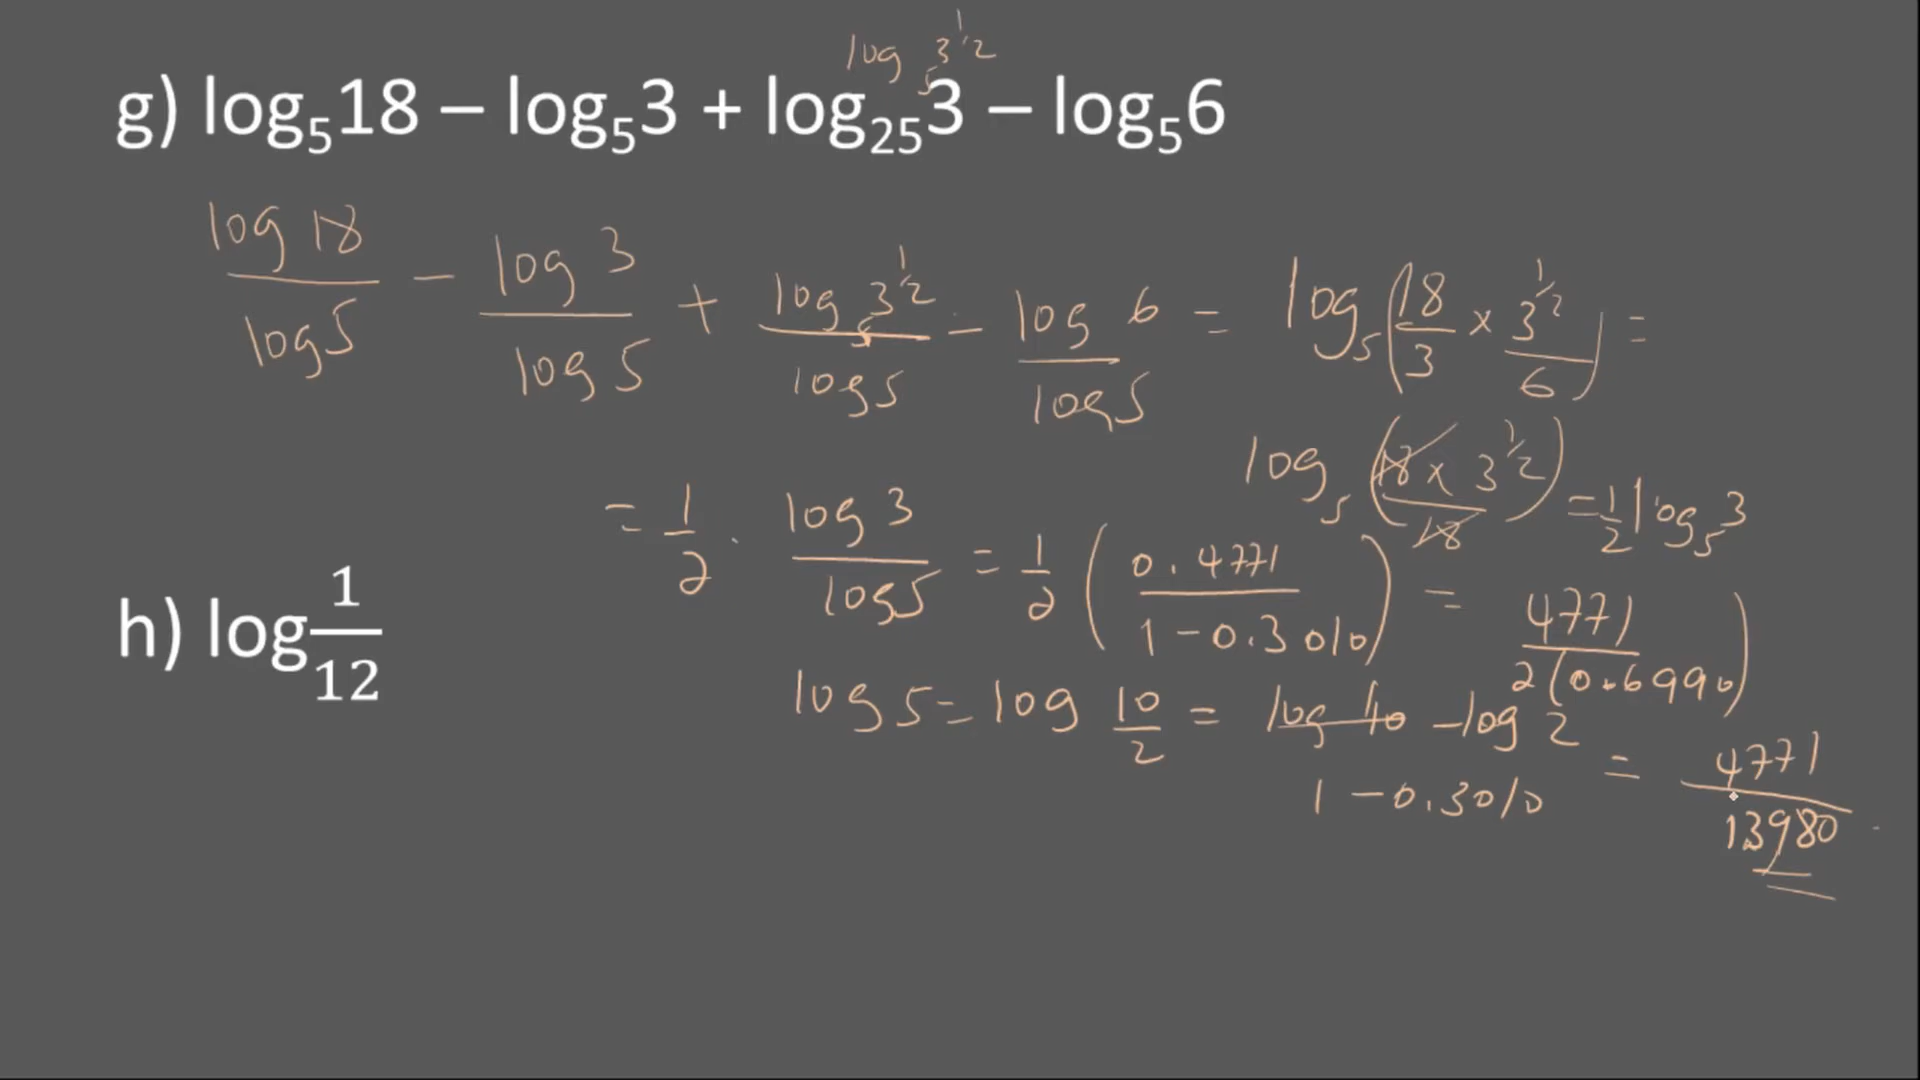 log₅ 3^½
g) log₅18 – log₅3 + log₂₅3 – log₅6
log 18 / log 5 – log 3 / log 5 + log₅ 3^½ / log 5 – log 6 / log 5 = log₅ (18/3 × 3^½/6) =
log₅ (18 × 3^½ / 18) = ½ log₅ 3
= 1/2 · log 3 / log 5 = 1/2 (0.4771 / 1 – 0.3010) = 4771 / 2(0.6990)
h) log 1/12
log 5 = log 10/2 = log 10 – log 2
1 – 0.3010
= 4771 / 13980